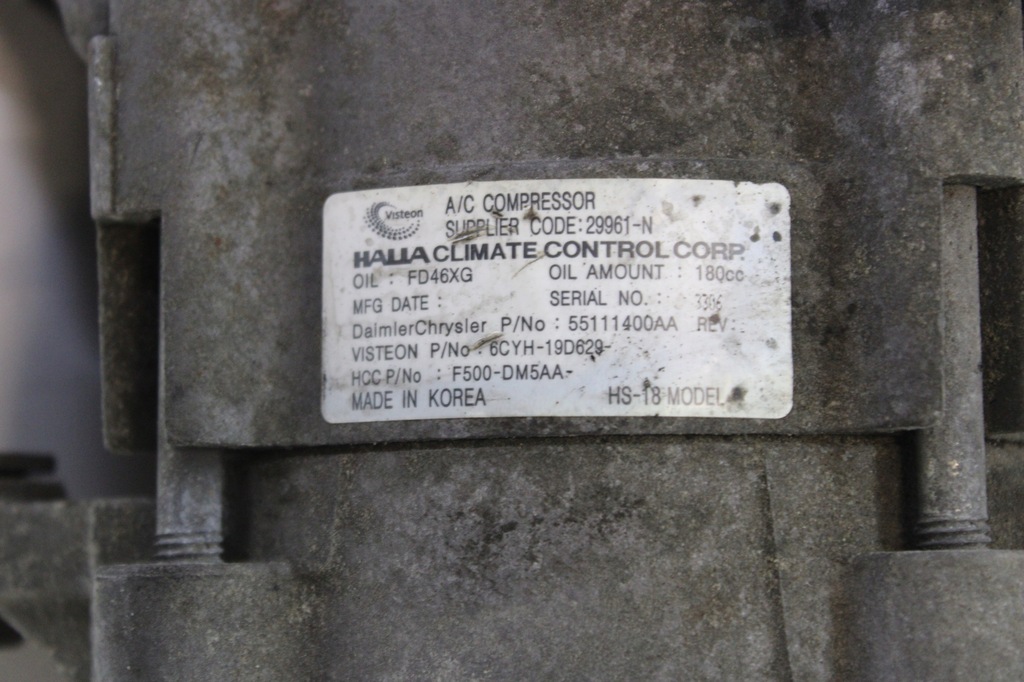 Visteon
A/C COMPRESSOR
SUPPLIER CODE:29961-N
HALLA CLIMATE CONTROL CORP.
OIL : FD46XG OIL AMOUNT : 180cc
MFG DATE : SERIAL NO. :
DaimlerChrysler P/No : 55111400AA REV:
VISTEON P/No : 6CYH-19D629-
HCC P/No : F500-DM5AA-
MADE IN KOREA HS-18 MODEL